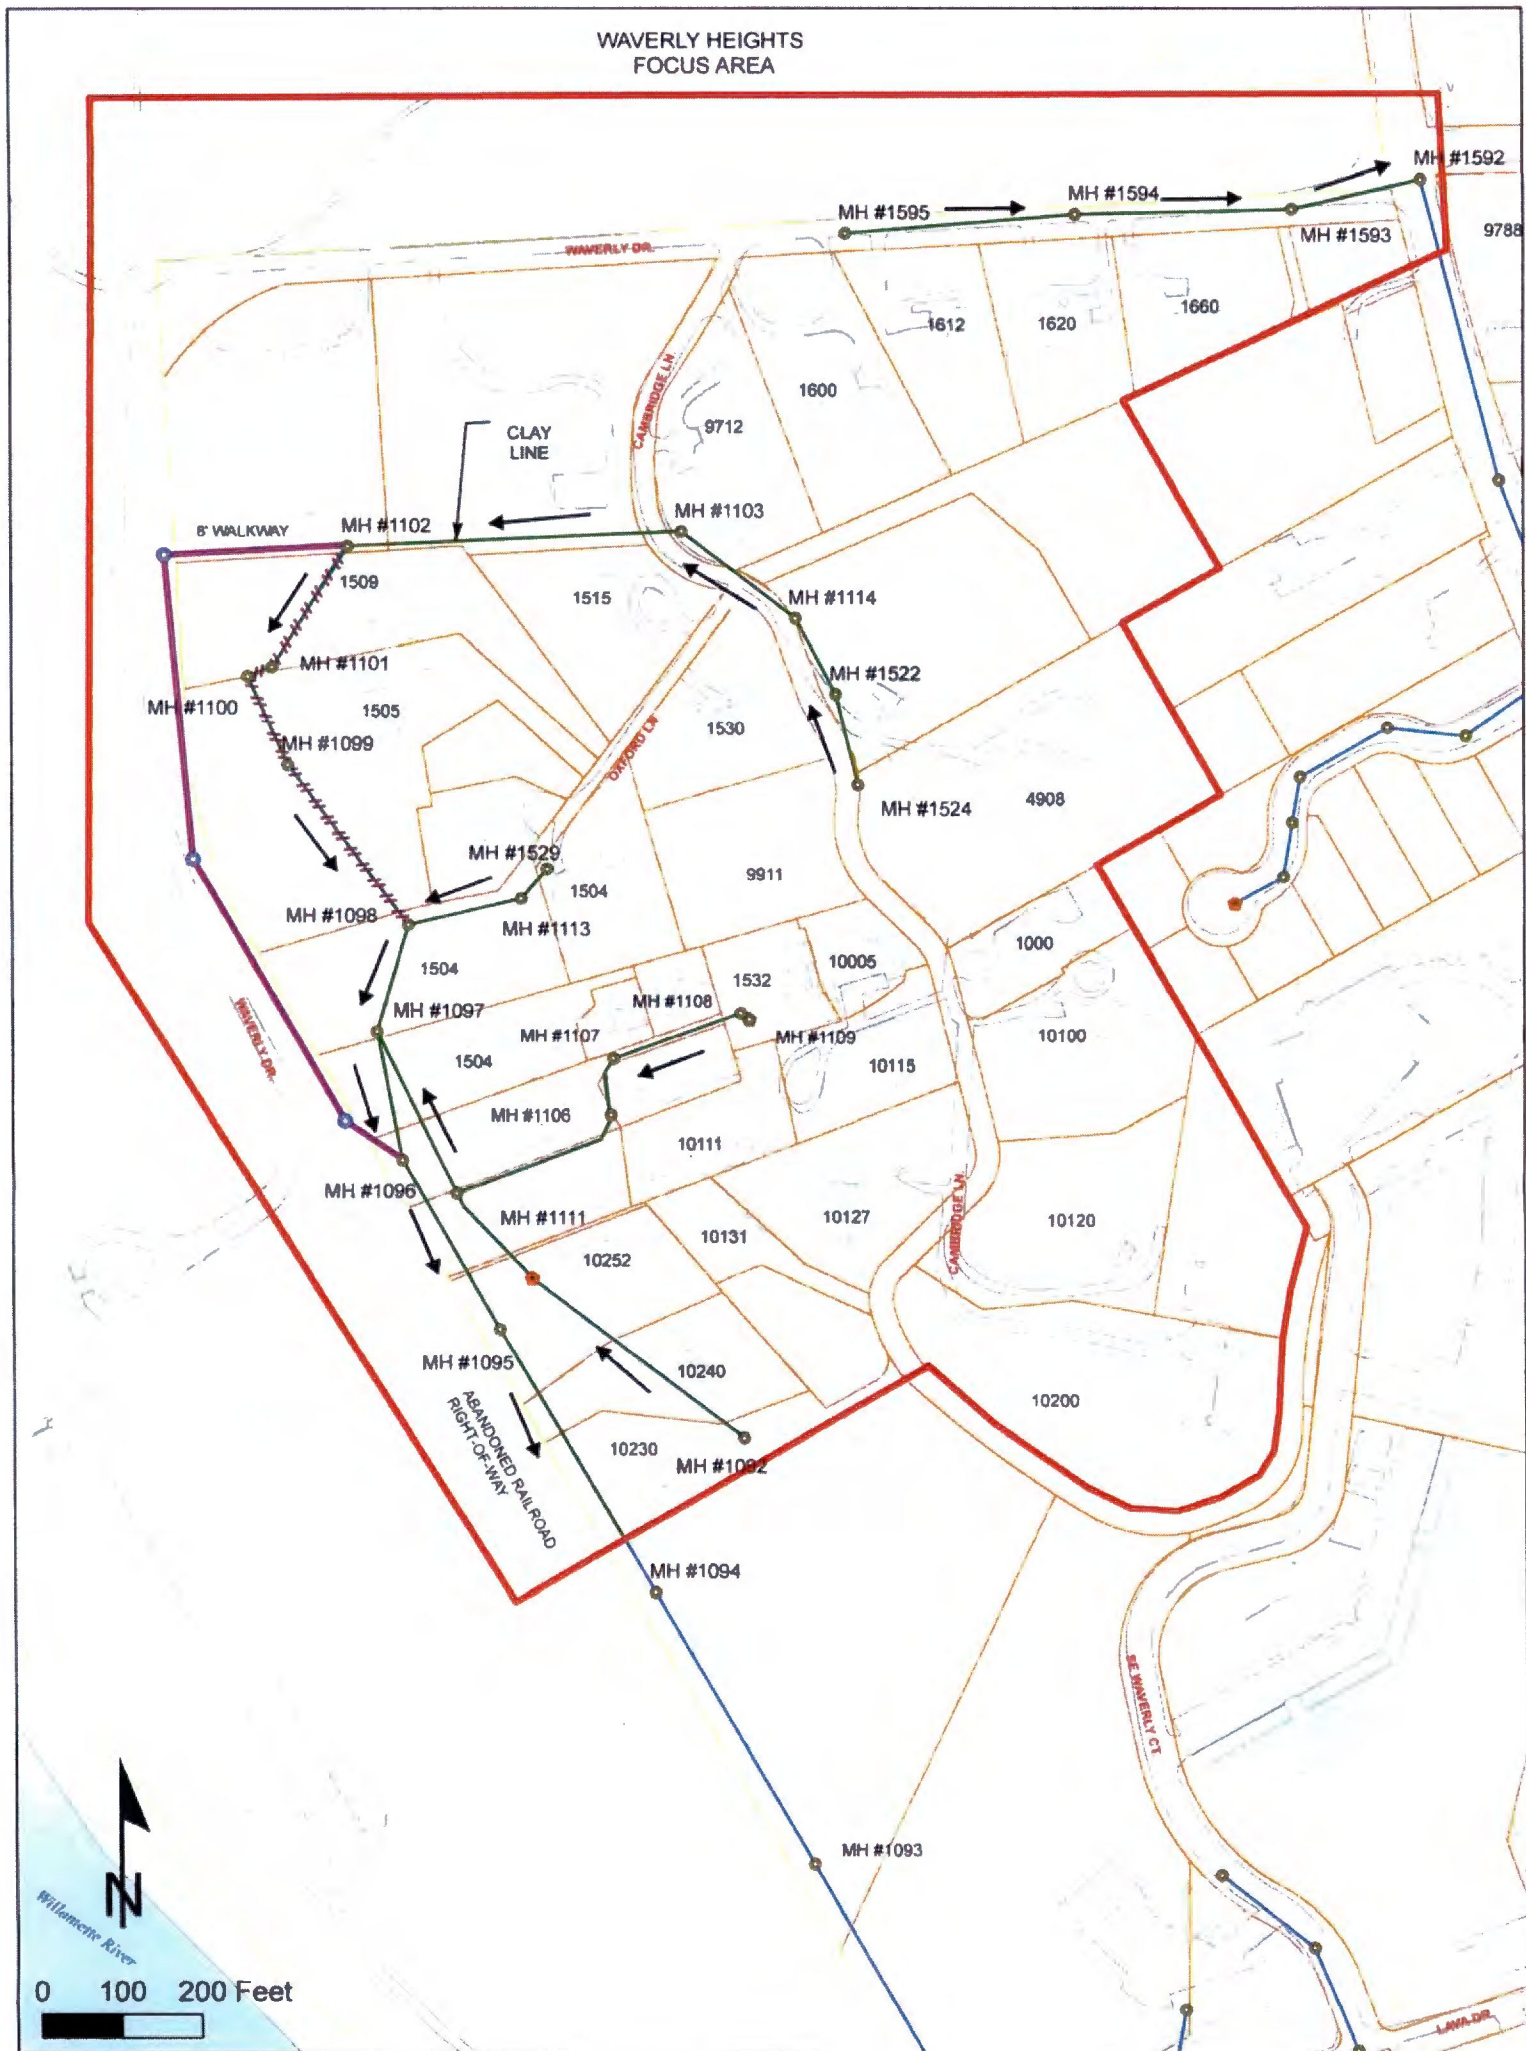 WAVERLY HEIGHTS
FOCUS AREA
MH #1592
MH #1594
MH #1595
MH #1593
9788
WAVERLY DR.
1612
1620
1660
CAMBRIDGE LN.
1600
9712
CLAY
LINE
8' WALKWAY
MH #1102
MH #1103
1509
1515
MH #1114
MH #1101
MH #1522
MH #1100
1505
1530
MH #1099
OXFORD LN
MH #1524
4908
MH #1529
1504
9911
MH #1098
MH #1113
1000
1504
10005
1532
MH #1108
MH #1097
MH #1107
MH #1109
10100
WAVERLY DR.
1504
10115
MH #1106
10111
MH #1096
MH #1111
10127
CAMBRIDGE LN
10120
10131
10252
MH #1095
10240
10200
ABANDONED RAILROAD
RIGHT-OF-WAY
10230
MH #1092
MH #1094
SE WAVERLY CT
MH #1093
N
Willamette River
0 100 200 Feet
LAVA DR.